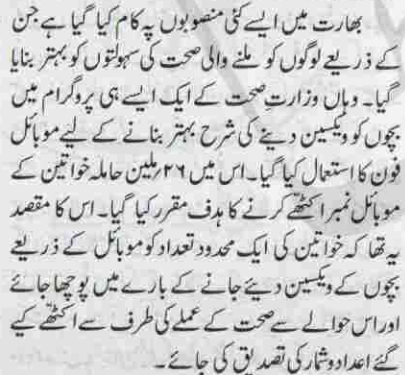 بھارت میں ایسے کئی منصوبوں پہ کام کیا گیا ہے جن
کے ذریعے لوگوں کو ملنے والی صحت کی سہولتوں کو بہتر بنایا
گیا۔ وہاں وزارتِ صحت کے ایک ایسے ہی پروگرام میں
بچوں کو ویکسین دینے کی شرح بہتر بنانے کے لیے موبائل
فون کا استعمال کیا گیا۔ اس میں ۲۶ ملین حاملہ خواتین کے
موبائل نمبر اکٹھے کرنے کا ہدف مقرر کیا گیا۔ اس کا مقصد
یہ تھا کہ خواتین کی ایک محدود تعداد کو موبائل کے ذریعے
بچوں کے ویکسین دیئے جانے کے بارے میں پوچھا جائے
اور اس حوالے سے صحت کے عملے کی طرف سے اکٹھے کیے
گئے اعداد و شمار کی تصدیق کی جائے۔